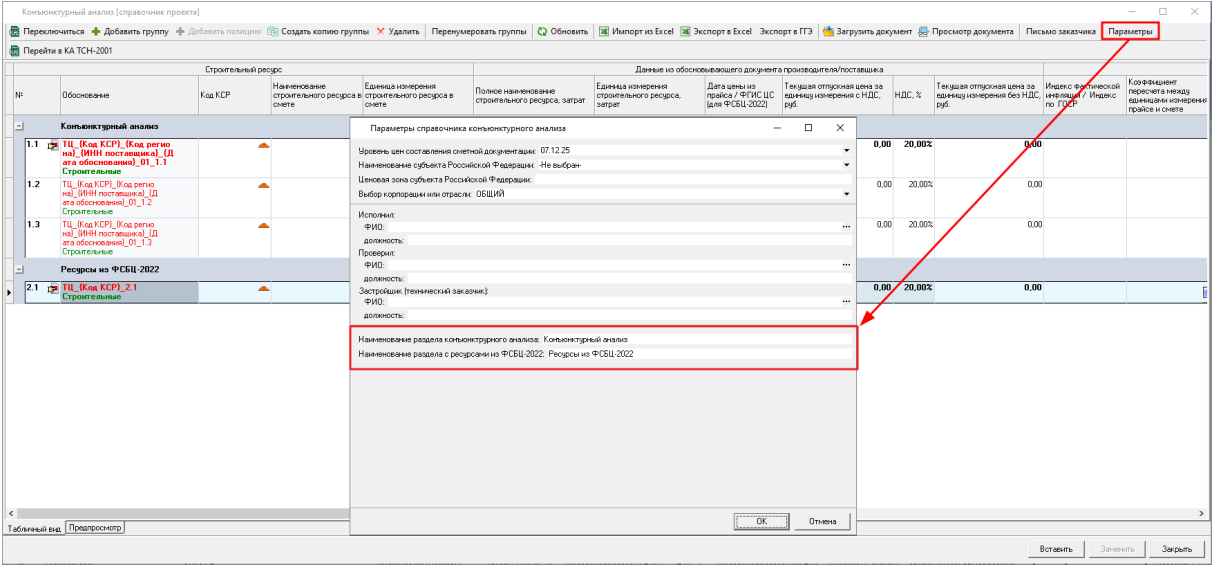 Конъюнктурный анализ [справочник проекта]
Переключиться Добавить группу Добавить позицию Создать копию группы Удалить Перенумеровать группы Обновить Импорт из Excel Экспорт в Excel Экспорт в ГГЭ Загрузить документ Просмотр документа Письмо заказчика Параметры
Перейти в КА ТСН-2001
Строительный ресурс
Данные из обосновывающего документа производителя/поставщика
№
Обоснование
Код КСР
Наименование
строительного ресурса в
смете
Единица измерения
строительного ресурса в
смете
Полное наименование
строительного ресурса, затрат
Единица измерения
строительного ресурса,
затрат
Дата цены из
прайса / ФГИС ЦС
(для ФСБЦ-2022)
Текущая отпускная цена за
единицу измерения с НДС,
руб.
НДС, %
Текущая отпускная цена за
единицу измерения без НДС,
руб.
Индекс фактической
инфляции / Индекс
по ГОСР
Коэффициент
пересчета между
единицами измерения
прайсе и смете
Конъюнктурный анализ
1.1
ТЦ_(Код КСР)_(Код регио
на)_(ИНН поставщика)_(Д
ата обоснования)_01_1.1
Строительные
0,00 20,00% 0,00
1.2
ТЦ_(Код КСР)_(Код регио
на)_(ИНН поставщика)_(Д
ата обоснования)_01_1.2
Строительные
0,00 20,00% 0,00
1.3
ТЦ_(Код КСР)_(Код регио
на)_(ИНН поставщика)_(Д
ата обоснования)_01_1.3
Строительные
0,00 20,00% 0,00
Ресурсы из ФСБЦ-2022
2.1
ТЦ_(Код КСР)_2.1
Строительные
0,00 20,00% 0,00
Параметры справочника конъюнктурного анализа
Уровень цен составления сметной документации: 07.12.25
Наименование субъекта Российской Федерации: -Не выбран-
Ценовая зона субъекта Российской Федерации:
Выбор корпорации или отрасли: ОБЩИЙ
Исполнил:
ФИО: ...
должность:
Проверил:
ФИО: ...
должность:
Застройщик (технический заказчик):
ФИО: ...
должность:
Наименование раздела конъюнктрурного анализа: Конъюнктурный анализ
Наименование раздела с ресурсами из ФСБЦ-2022: Ресурсы из ФСБЦ-2022
OK Отмена
Табличный вид Предпросмотр
Вставить Заменить Закрыть